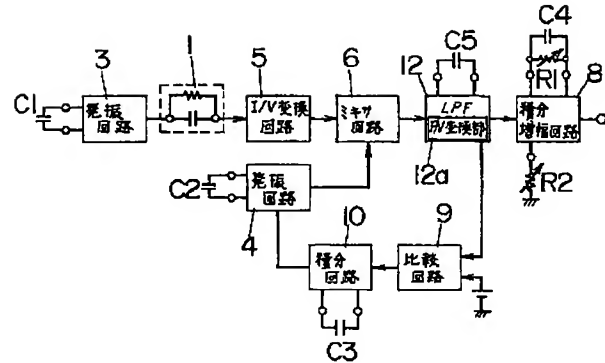 1
3
5
6
12
C5
C4
8
C1
発振
回路
I/V変換
回路
ミキサ
回路
LPF
F/V変換部
12a
R1
積分
増幅回路
R2
C2
発振
回路
4
10
積分
回路
C3
9
比較
回路